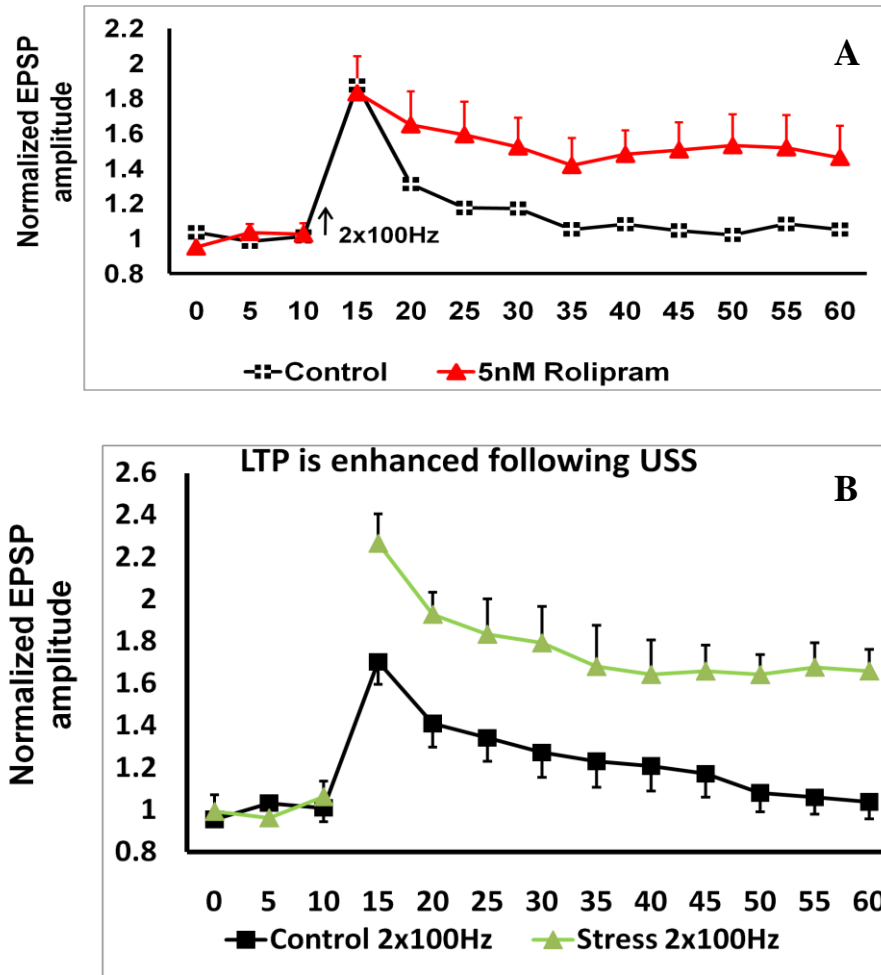 A
Normalized EPSP
amplitude
2.2
2
1.8
1.6
1.4
1.2
1
0.8
2x100Hz
0 5 10 15 20 25 30 35 40 45 50 55 60
Control 5nM Rolipram
LTP is enhanced following USS
B
Normalized EPSP
amplitude
2.6
2.4
2.2
2
1.8
1.6
1.4
1.2
1
0.8
0 5 10 15 20 25 30 35 40 45 50 55 60
Control 2x100Hz Stress 2x100Hz